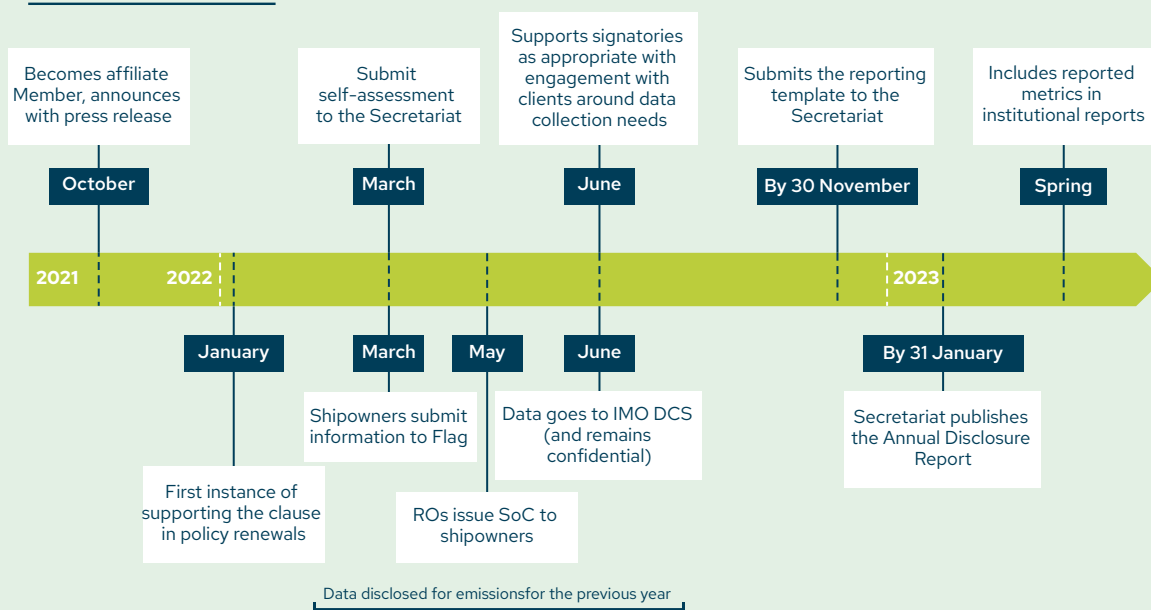 Becomes affiliate
Member, announces
with press release
October
Submit
self-assessment
to the Secretariat
March
Supports signatories
as appropriate with
engagement with
clients around data
collection needs
June
Submits the reporting
template to the
Secretariat
By 30 November
Includes reported
metrics in
institutional reports
Spring
2021
2022
2023
January
First instance of
supporting the clause
in policy renewals
March
Shipowners submit
information to Flag
May
ROs issue SoC to
shipowners
June
Data goes to IMO DCS
(and remains
confidential)
By 31 January
Secretariat publishes
the Annual Disclosure
Report
Data disclosed for emissionsfor the previous year